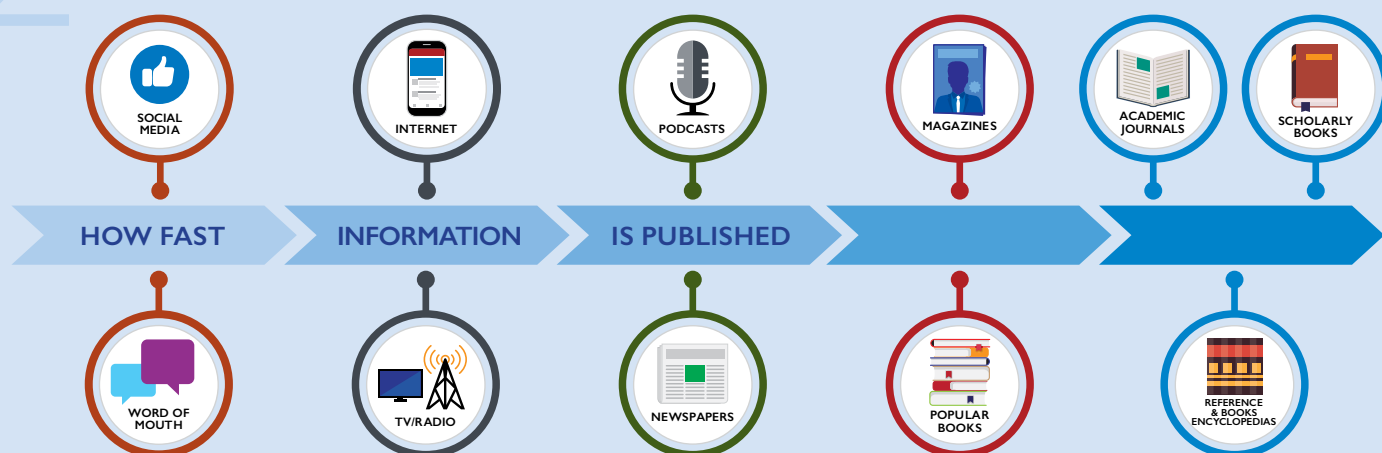 SOCIAL
MEDIA
INTERNET
PODCASTS
MAGAZINES
ACADEMIC
JOURNALS
SCHOLARLY
BOOKS
HOW FAST
INFORMATION
IS PUBLISHED
WORD OF
MOUTH
TV/RADIO
NEWSPAPERS
POPULAR
BOOKS
REFERENCE
& BOOKS
ENCYCLOPEDIAS